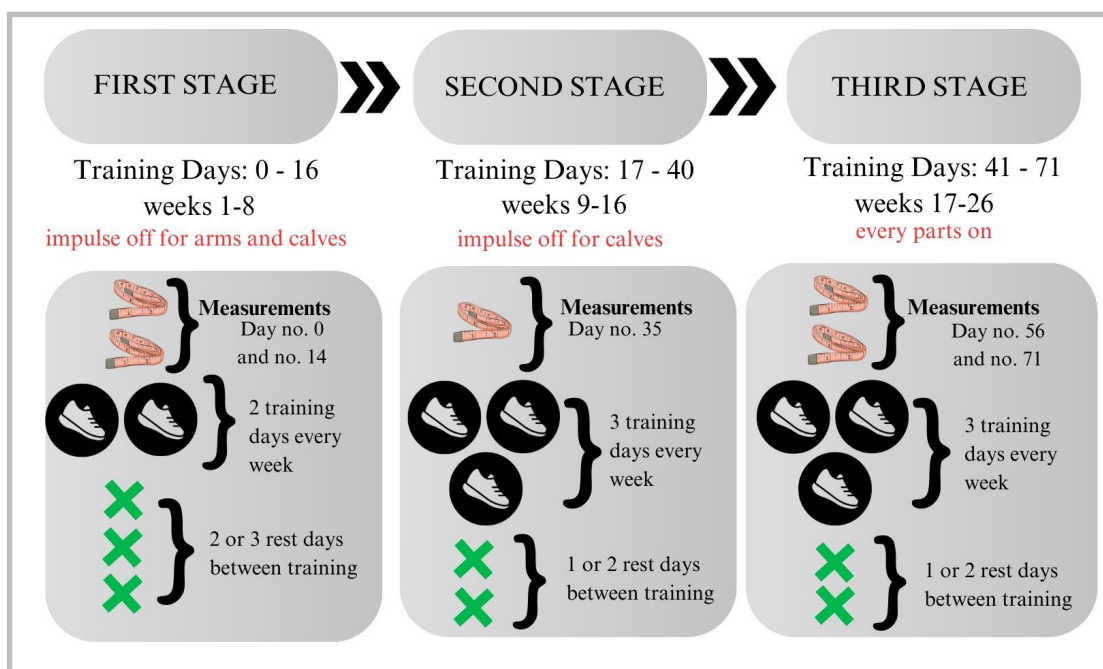 FIRST STAGE
Training Days: 0 - 16
weeks 1-8
impulse off for arms and calves
Measurements
Day no. 0
and no. 14
2 training
days every
week
2 or 3 rest days
between training
SECOND STAGE
Training Days: 17 - 40
weeks 9-16
impulse off for calves
Measurements
Day no. 35
3 training
days every
week
1 or 2 rest days
between training
THIRD STAGE
Training Days: 41 - 71
weeks 17-26
every parts on
Measurements
Day no. 56
and no. 71
3 training
days every
week
1 or 2 rest days
between training